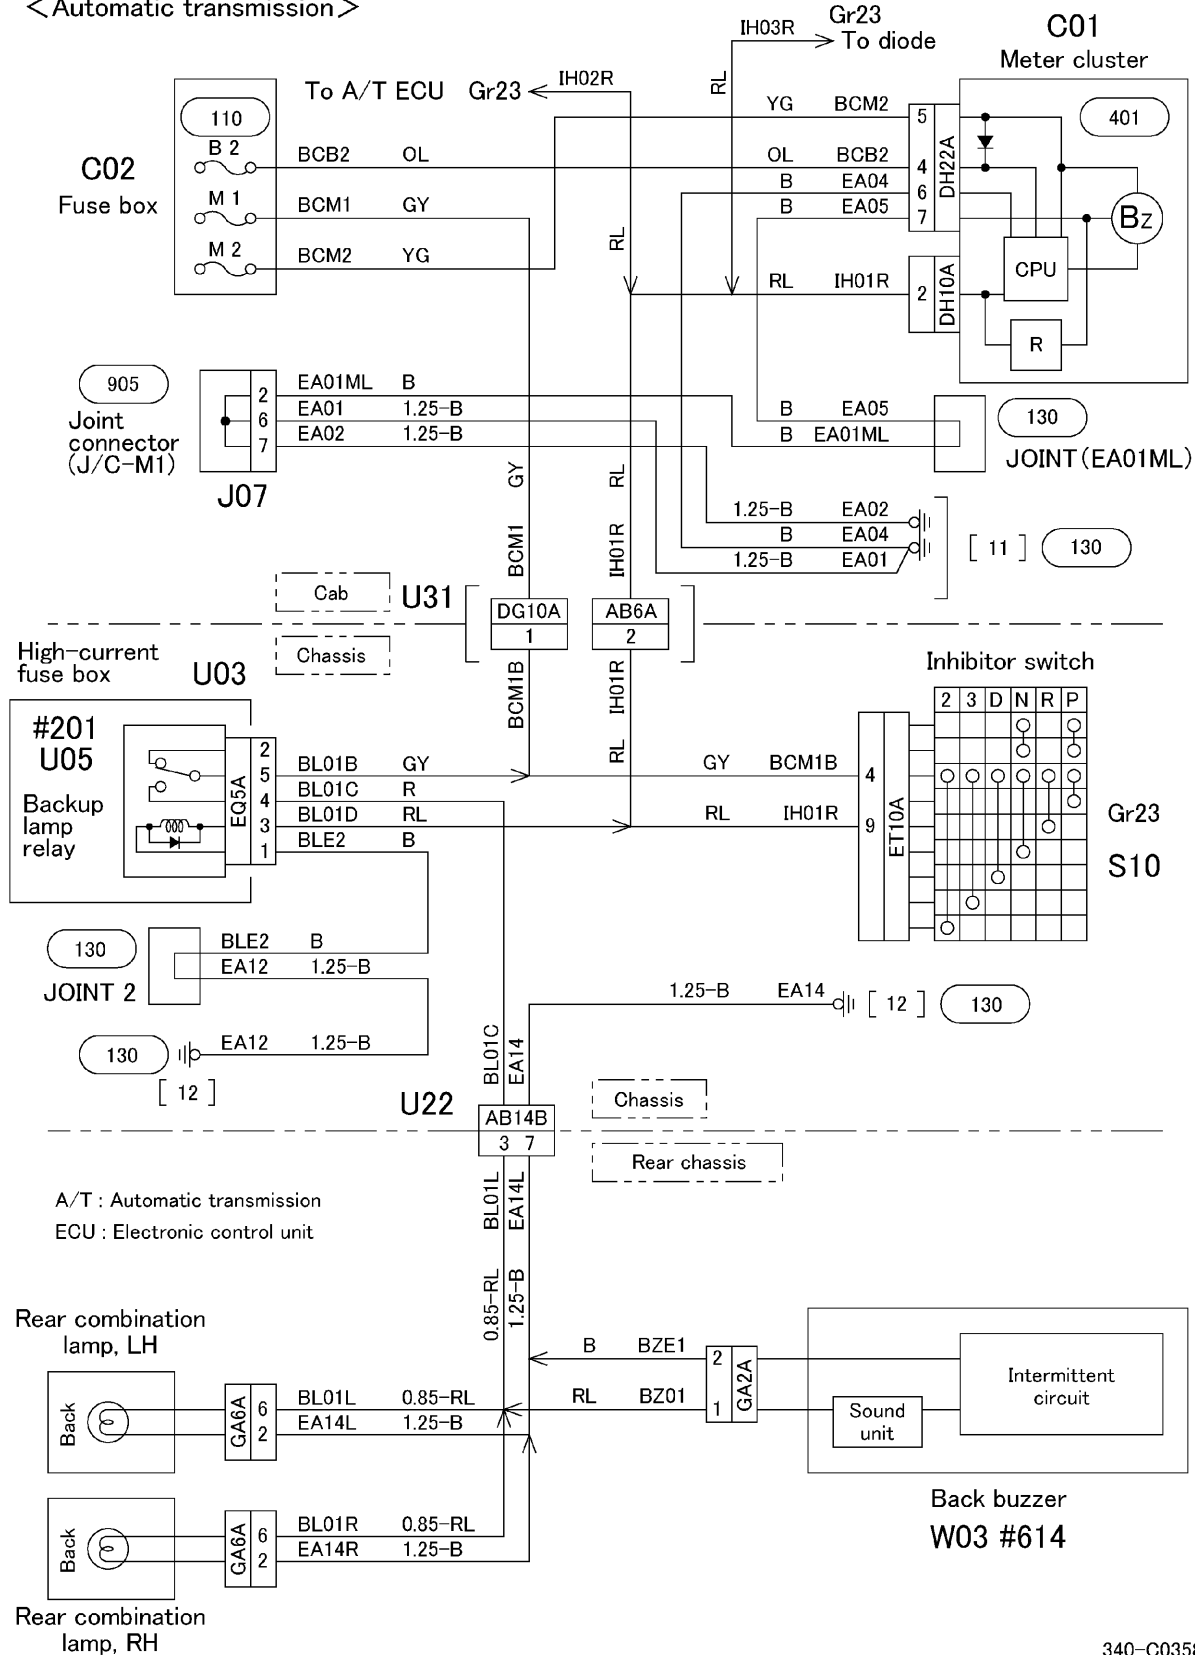 <Automatic transmission>
Gr23
To diode
IH03R
C01
Meter cluster
To A/T ECU Gr23
IH02R
RL
110
C02
Fuse box
B 2
M 1
M 2
BCB2 OL
BCM1 GY
BCM2 YG
YG BCM2
OL BCB2
B EA04
B EA05
5
4
6
7
DH22A
401
Bz
CPU
R
RL
RL IH01R
2
DH10A
905
Joint
connector
(J/C-M1)
J07
2
6
7
EA01ML B
EA01 1.25-B
EA02 1.25-B
B EA05
B EA01ML
130
JOINT(EA01ML)
GY
BCM1
RL
IH01R
1.25-B EA02
B EA04
1.25-B EA01
[ 11 ]
130
Cab
U31
DG10A
1
AB6A
2
Chassis
High-current
fuse box
U03
#201
U05
Backup
lamp
relay
EQ5A
2
5
4
3
1
BL01B GY
BL01C R
BL01D RL
BLE2 B
BCM1B
IH01R
RL
GY BCM1B
RL IH01R
4
9
ET10A
Inhibitor switch
2 3 D N R P
Gr23
S10
130
JOINT 2
BLE2 B
EA12 1.25-B
130
EA12 1.25-B
[ 12 ]
1.25-B EA14
[ 12 ]
130
BL01C
EA14
U22
AB14B
3 7
Chassis
Rear chassis
BL01L
EA14L
0.85-RL
1.25-B
A/T : Automatic transmission
ECU : Electronic control unit
Rear combination
lamp, LH
Back
GA6A
6
2
BL01L 0.85-RL
EA14L 1.25-B
B BZE1
RL BZ01
2
1
GA2A
Sound
unit
Intermittent
circuit
Back buzzer
W03 #614
Back
GA6A
6
2
BL01R 0.85-RL
EA14R 1.25-B
Rear combination
lamp, RH
340-C0358